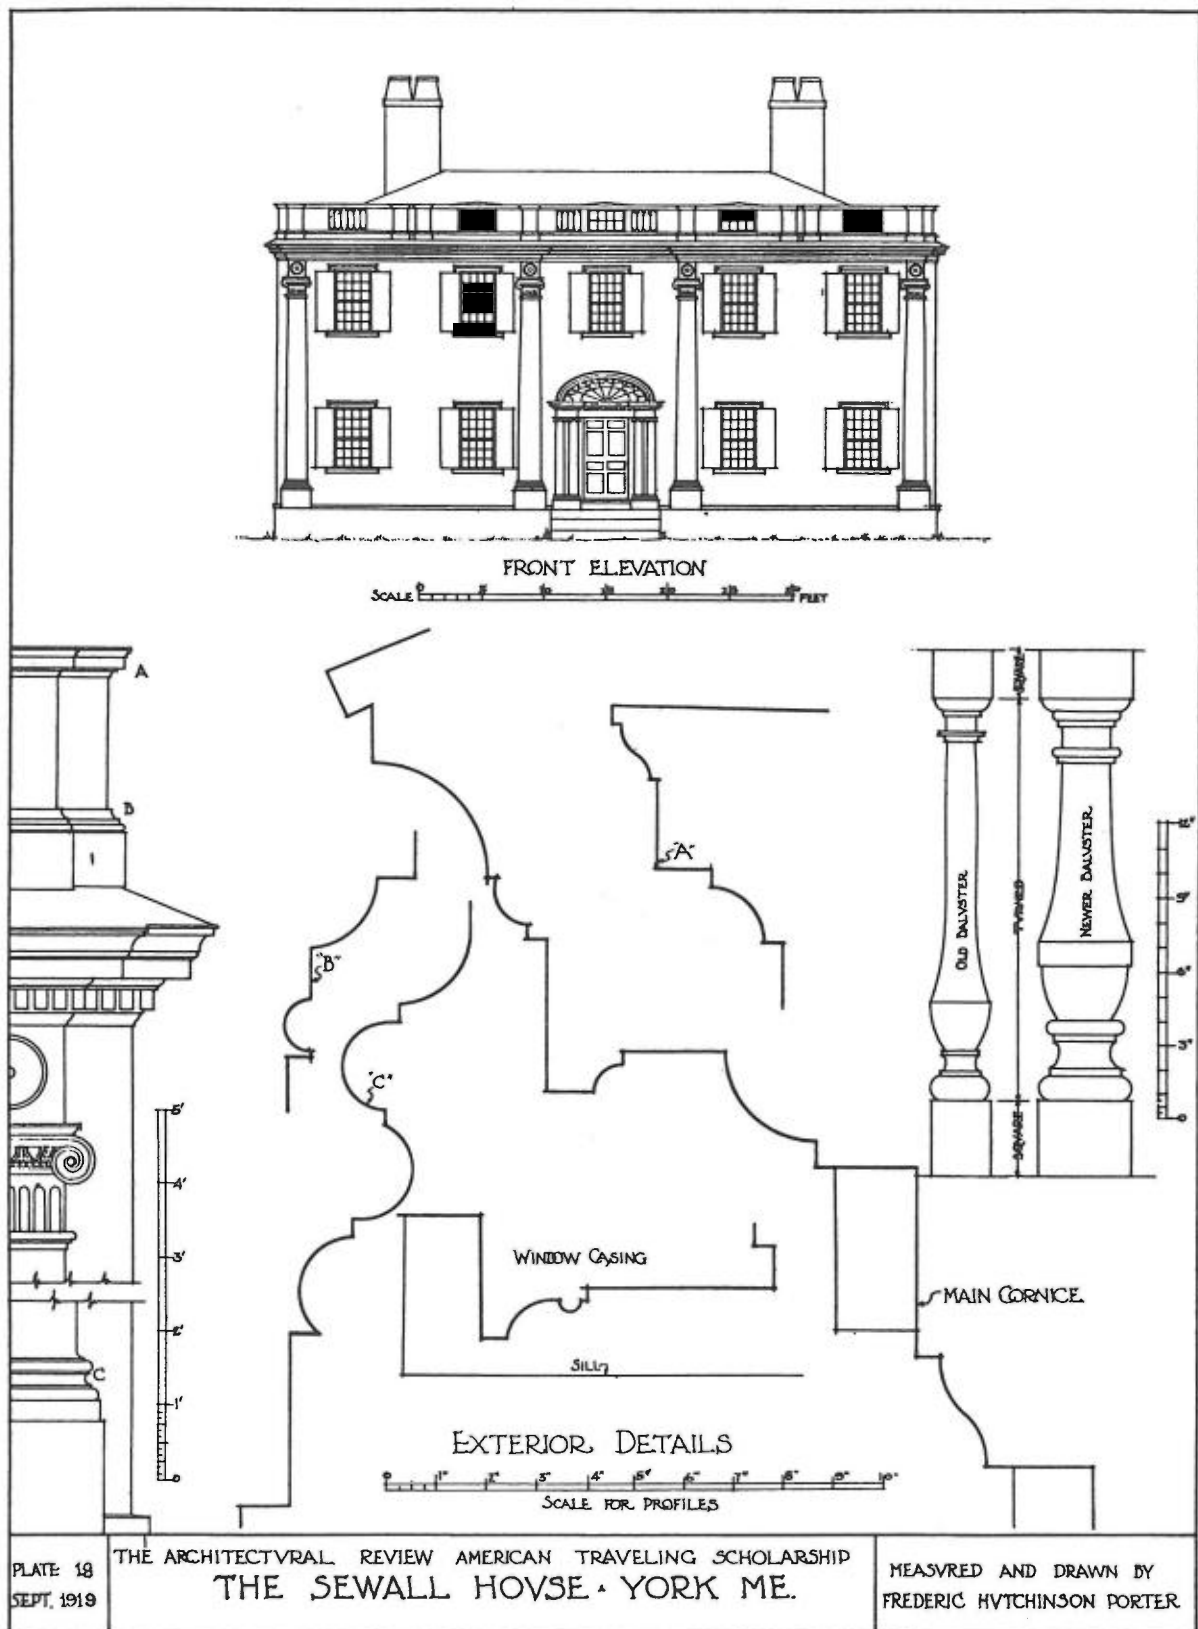 FRONT ELEVATION
SCALE 0 5 10 15 20 25 30 FEET
A
B
"A"
"B"
"C"
C
5'
4'
3'
2'
1'
0
SQUARE
TURNED
SQUARE
OLD BALVSTER
NEWER BALVSTER
12"
9"
6"
3"
0
WINDOW CASING
SILL
MAIN CORNICE
EXTERIOR DETAILS
0 1" 2" 3" 4" 5" 6" 7" 8" 9" 10"
SCALE FOR PROFILES
PLATE 18
SEPT, 1919
THE ARCHITECTVRAL REVIEW AMERICAN TRAVELING SCHOLARSHIP
THE SEWALL HOVSE · YORK ME.
MEASVRED AND DRAWN BY
FREDERIC HVTCHINSON PORTER